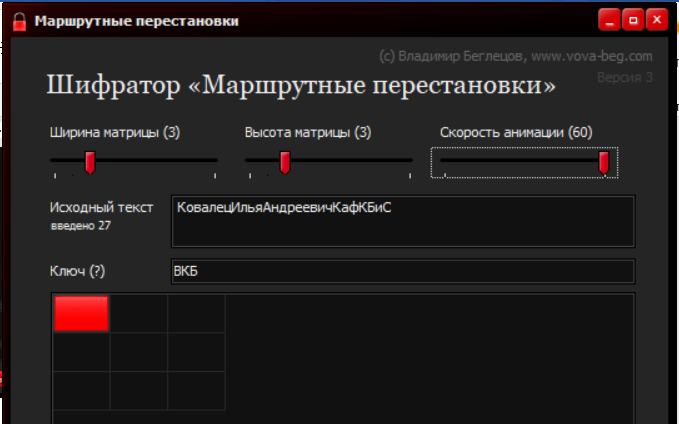 Маршрутные перестановки
(c) Владимир Беглецов, www.vova-beg.com
Шифратор «Маршрутные перестановки»
Версия 3
Ширина матрицы (3) Высота матрицы (3) Скорость анимации (60)
Исходный текст КовалецИльяАндреевичКафКБиС
введено 27
Ключ (?) ВКБ